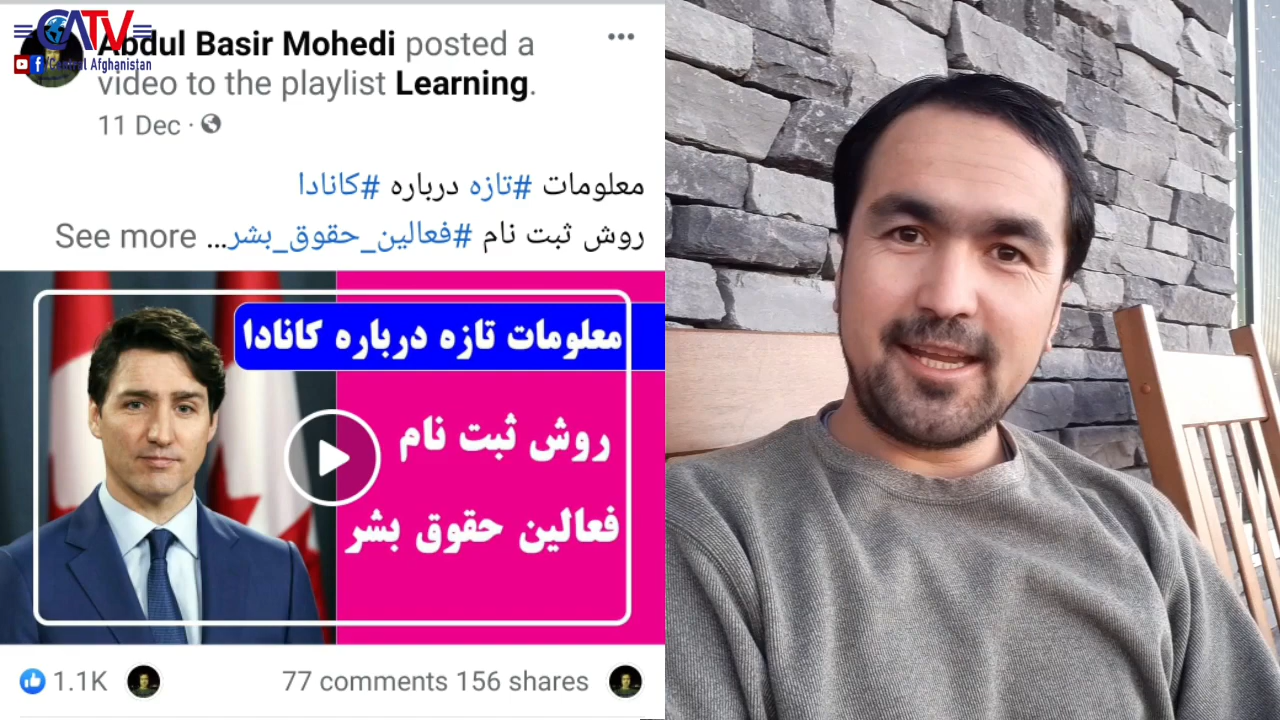 CATV
Central Afghanistan
Abdul Basir Mohedi posted a
video to the playlist Learning.
11 Dec ·
معلومات #تازه درباره #کانادا
روش ثبت نام #فعالین_حقوق_بشر... See more
معلومات تازه درباره کانادا
روش ثبت نام
فعالین حقوق بشر
1.1K
77 comments 156 shares